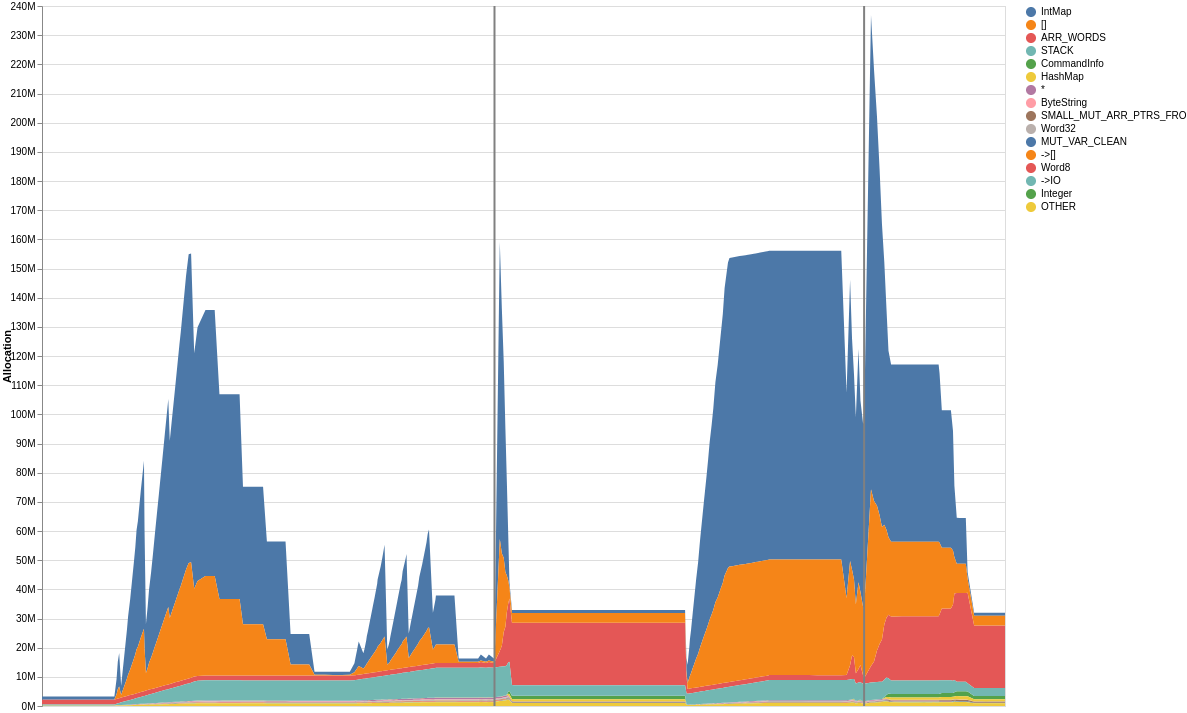 240M
230M
220M
210M
200M
190M
180M
170M
160M
150M
140M
130M
120M
110M
100M
90M
80M
70M
60M
50M
40M
30M
20M
10M
0M
Allocation
IntMap
[]
ARR_WORDS
STACK
CommandInfo
HashMap
*
ByteString
SMALL_MUT_ARR_PTRS_FRO
Word32
MUT_VAR_CLEAN
->[]
Word8
->IO
Integer
OTHER